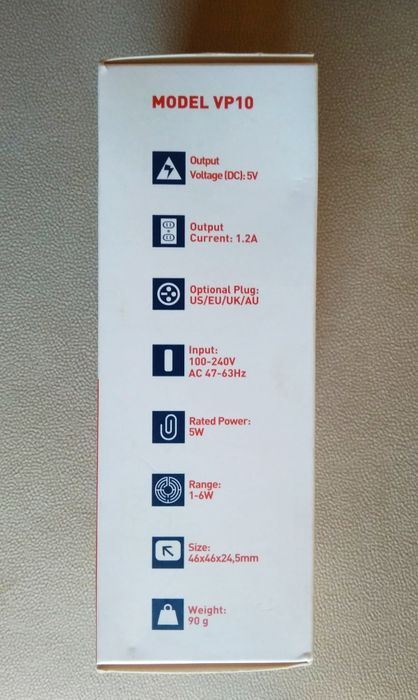 MODEL VP10
Output
Voltage (DC): 5V
Output
Current: 1.2A
Optional Plug:
US/EU/UK/AU
Input:
100-240V
AC 47-63Hz
Rated Power:
5W
Range:
1-6W
Size:
46x46x24,5mm
Weight:
90 g